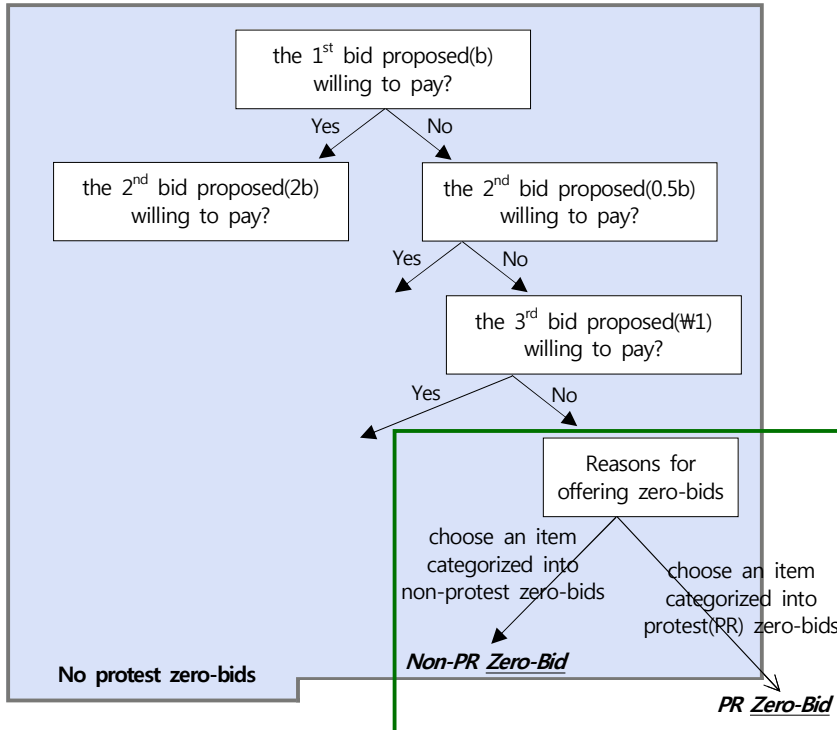 the 1st bid proposed(b)
willing to pay?
Yes
No
the 2nd bid proposed(2b)
willing to pay?
the 2nd bid proposed(0.5b)
willing to pay?
Yes
No
the 3rd bid proposed(₩1)
willing to pay?
Yes
No
Reasons for
offering zero-bids
choose an item
categorized into
non-protest zero-bids
choose an item
categorized into
protest(PR) zero-bids
No protest zero-bids
Non-PR Zero-Bid
PR Zero-Bid